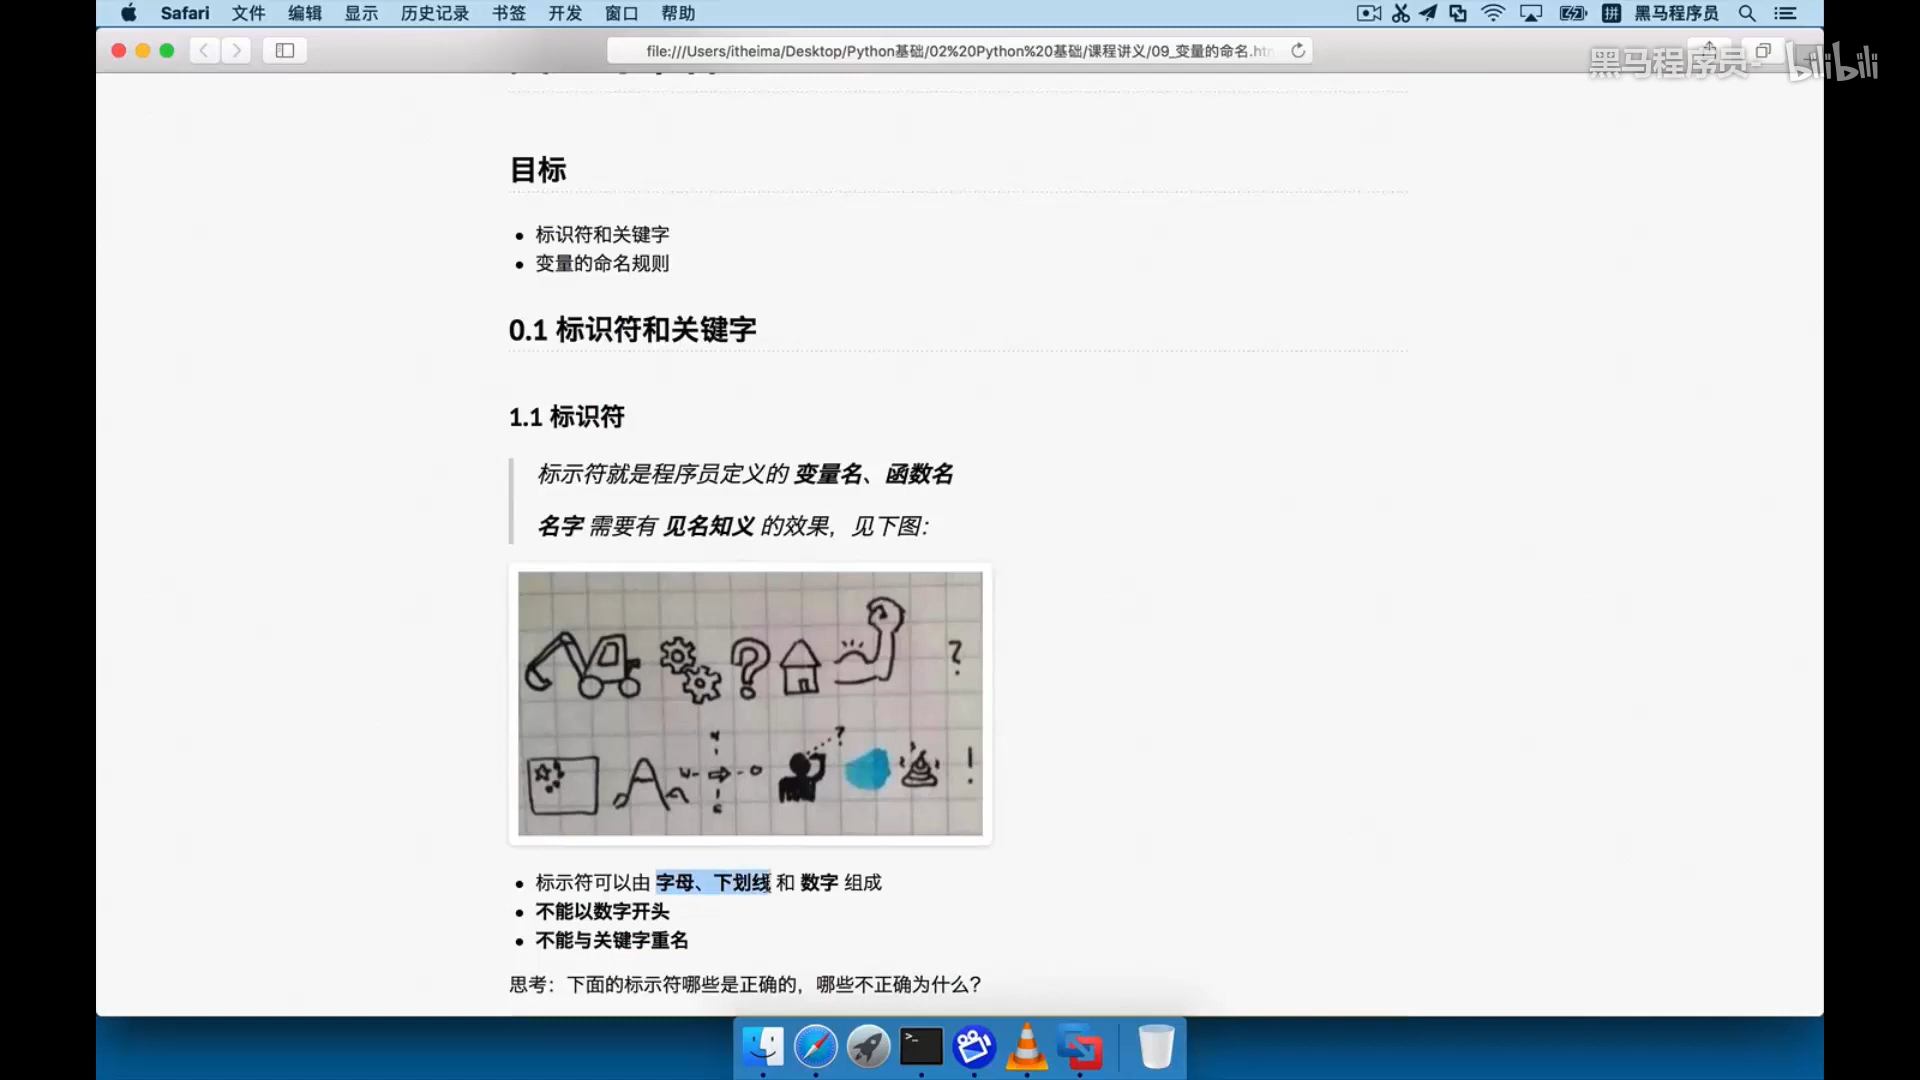 Safari 文件 编辑 显示 历史记录 书签 开发 窗口 帮助 拼 黑马程序员
file:///Users/itheima/Desktop/Python基础/02%20Python%20基础/课程讲义/09_变量的命名.ht
黑马程序员- bilibili
目标
标识符和关键字
变量的命名规则
0.1 标识符和关键字
1.1 标识符
标示符就是程序员定义的 变量名、函数名
名字 需要有 见名知义 的效果，见下图：
?
?
!
标示符可以由 字母、下划线 和 数字 组成
不能以数字开头
不能与关键字重名
思考：下面的标示符哪些是正确的，哪些不正确为什么？